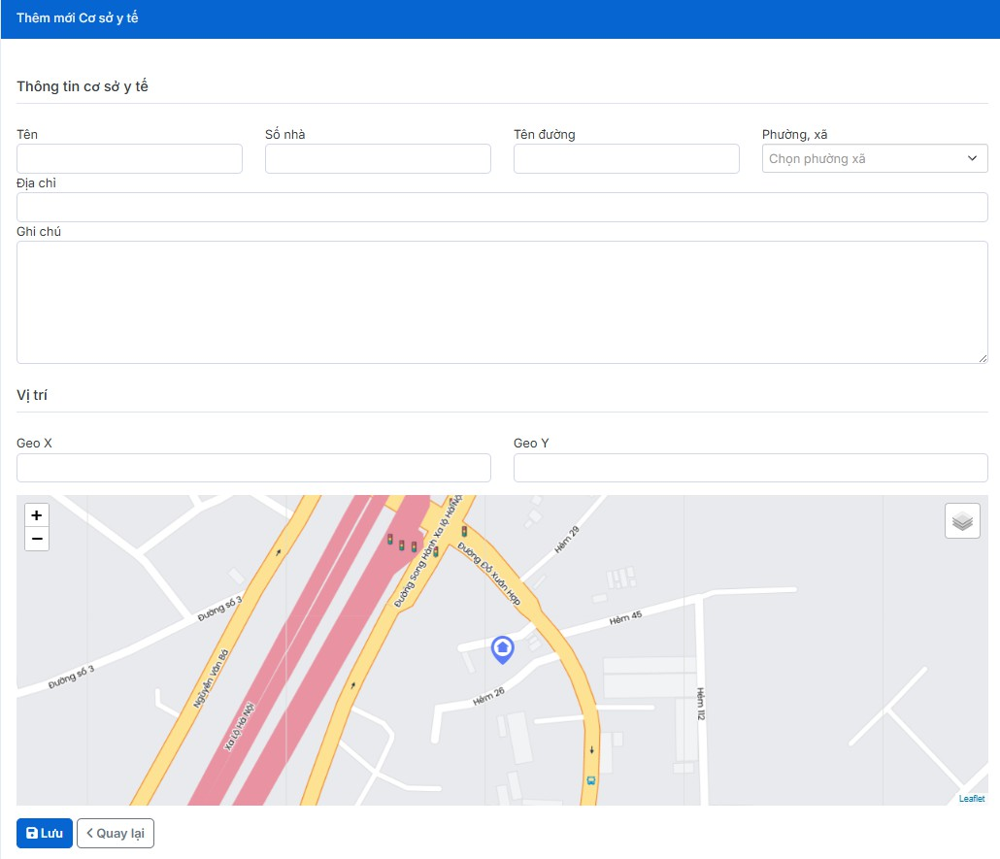 Thêm mới Cơ sở y tế
Thông tin cơ sở y tế
Tên
Số nhà
Tên đường
Phường, xã
Chọn phường xã
Địa chỉ
Ghi chú
Vị trí
Geo X
Geo Y
+
−
Đường Song Hành Xa lộ Hà Nội
Đường Đỗ Xuân Hợp
Hẻm 29
Đường số 3
Hẻm 45
Đường số 3
Nguyễn Văn Bá
Hẻm 26
Hẻm 112
Xa Lộ Hà Nội
Leaflet
Lưu
Quay lại